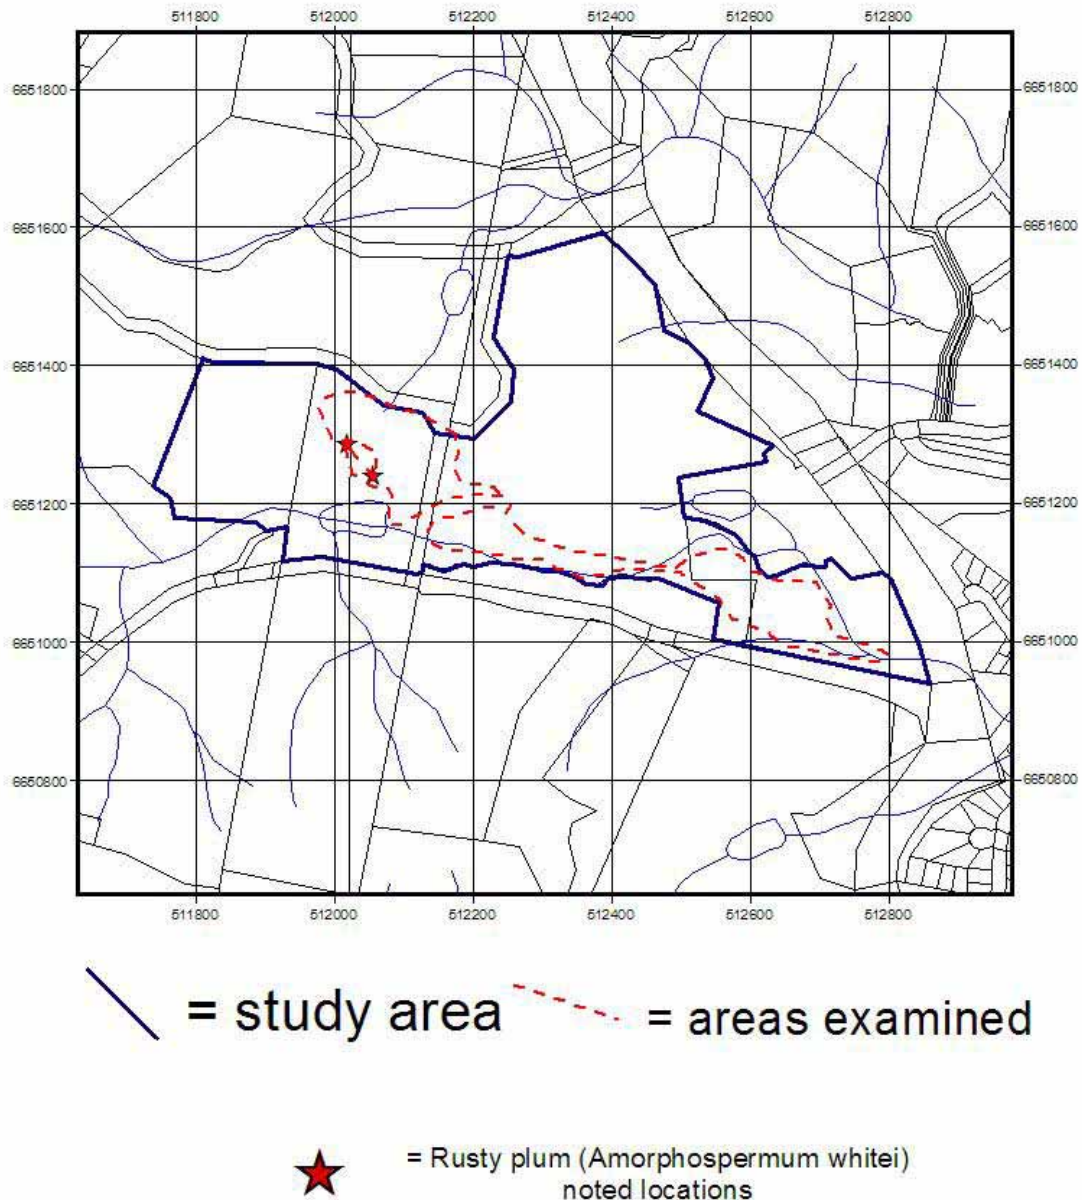 511800 512000 512200 512400 512600 512800
6651800 6651800
6651600 6651600
6651400 6651400
6651200 6651200
6651000 6651000
6650800 6650800
511800 512000 512200 512400 512600 512800
= study area
= areas examined
= Rusty plum (Amorphospermum whitei)
noted locations